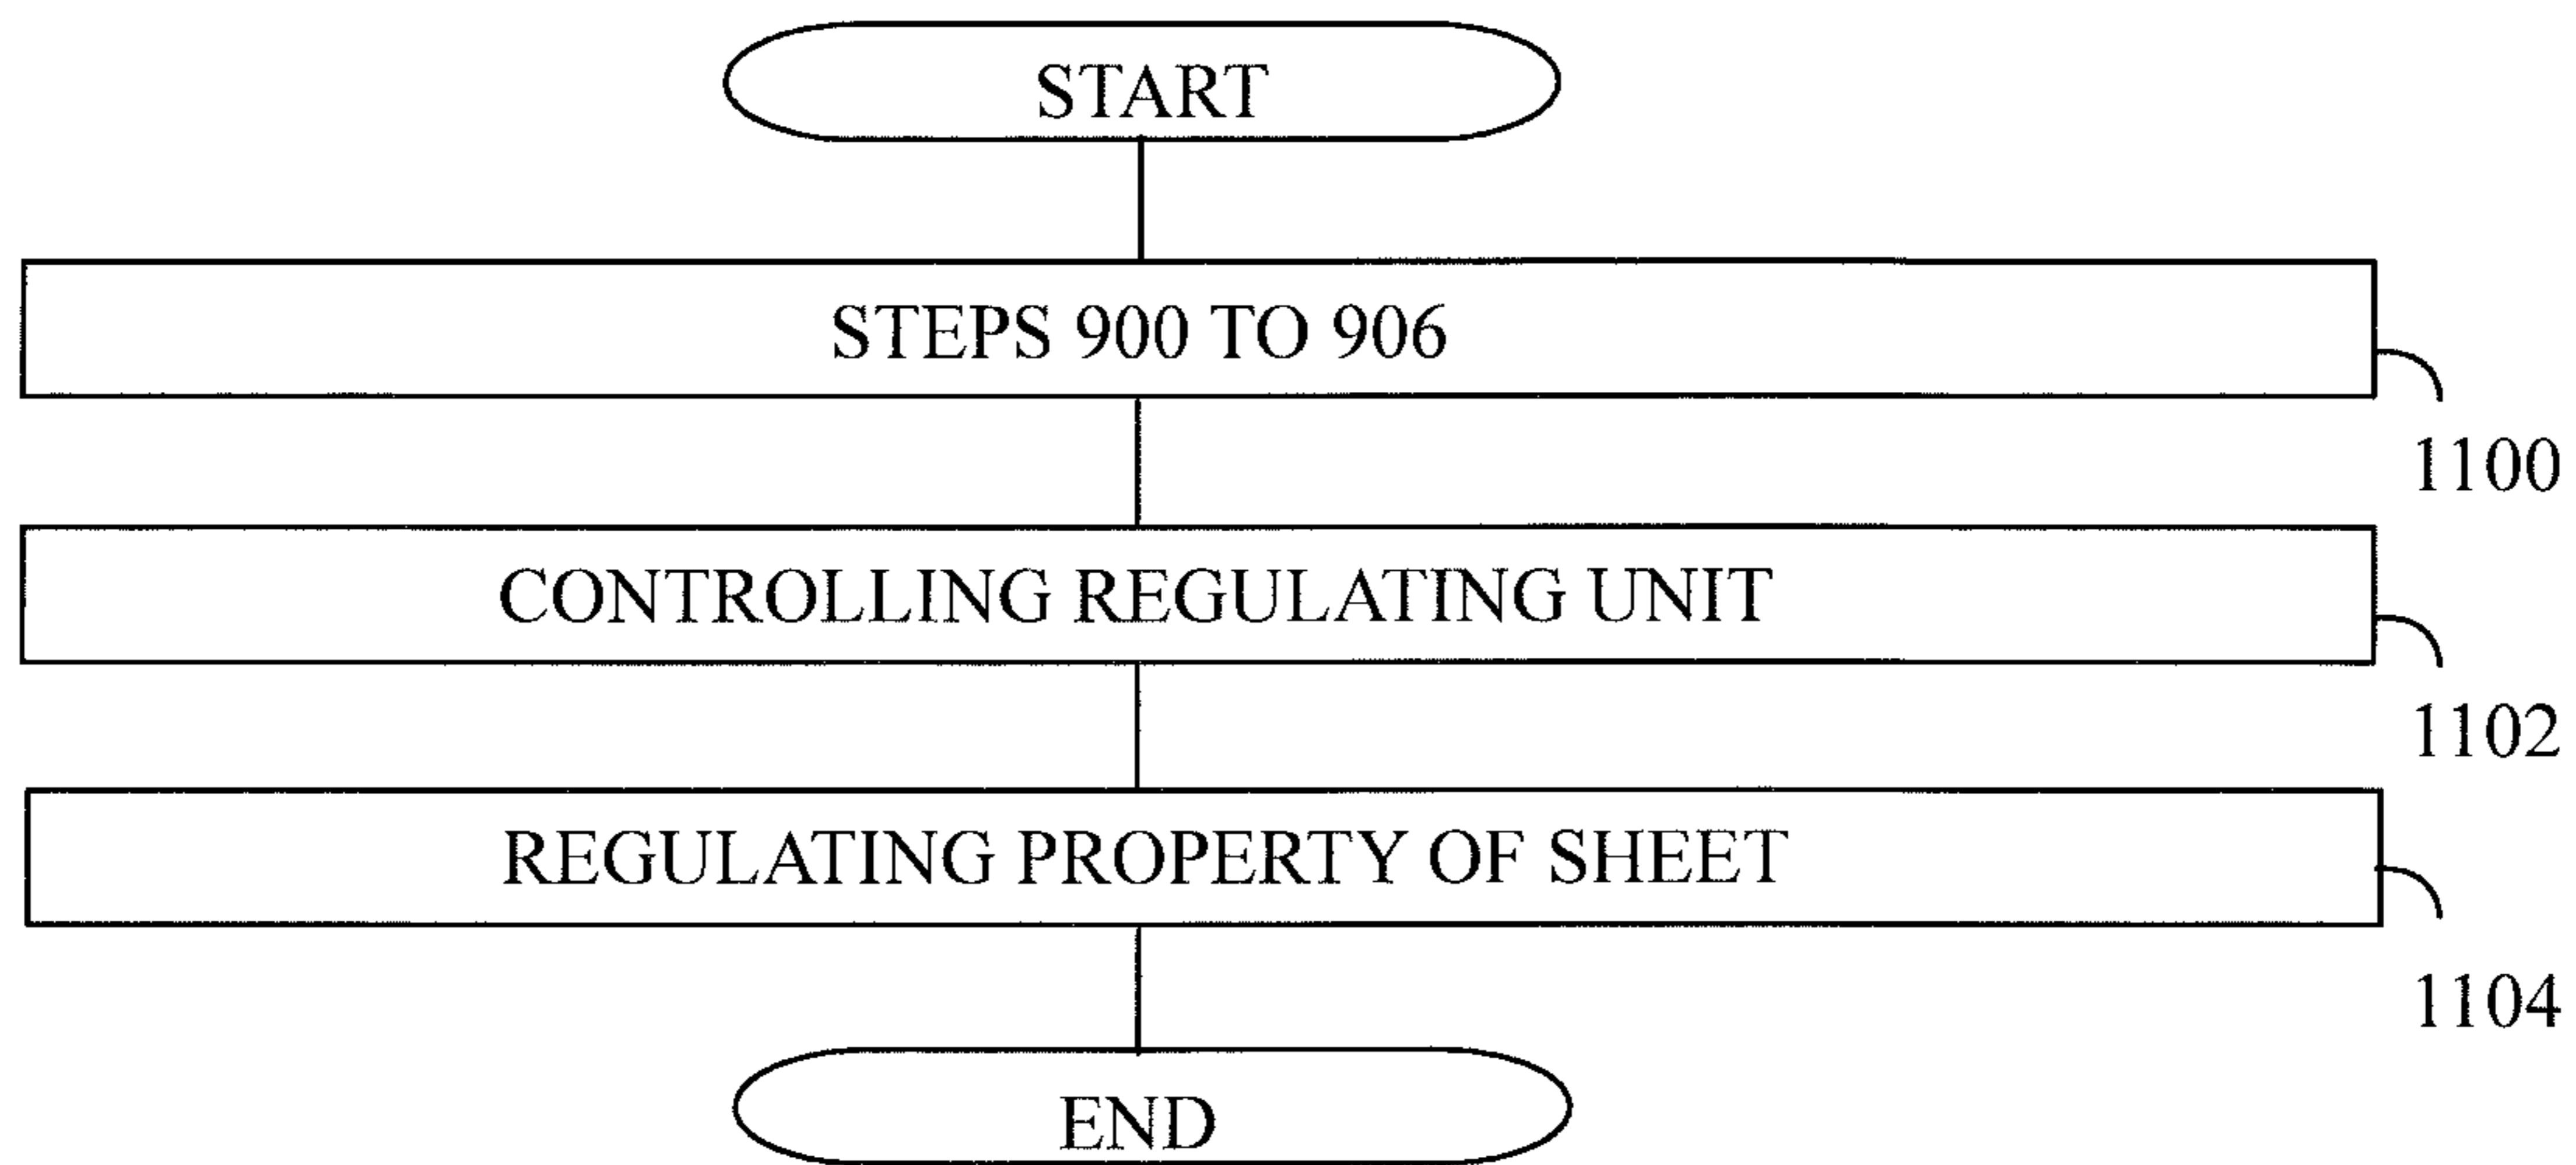 START
STEPS 900 TO 906
1100
CONTROLLING REGULATING UNIT
1102
REGULATING PROPERTY OF SHEET
1104
END